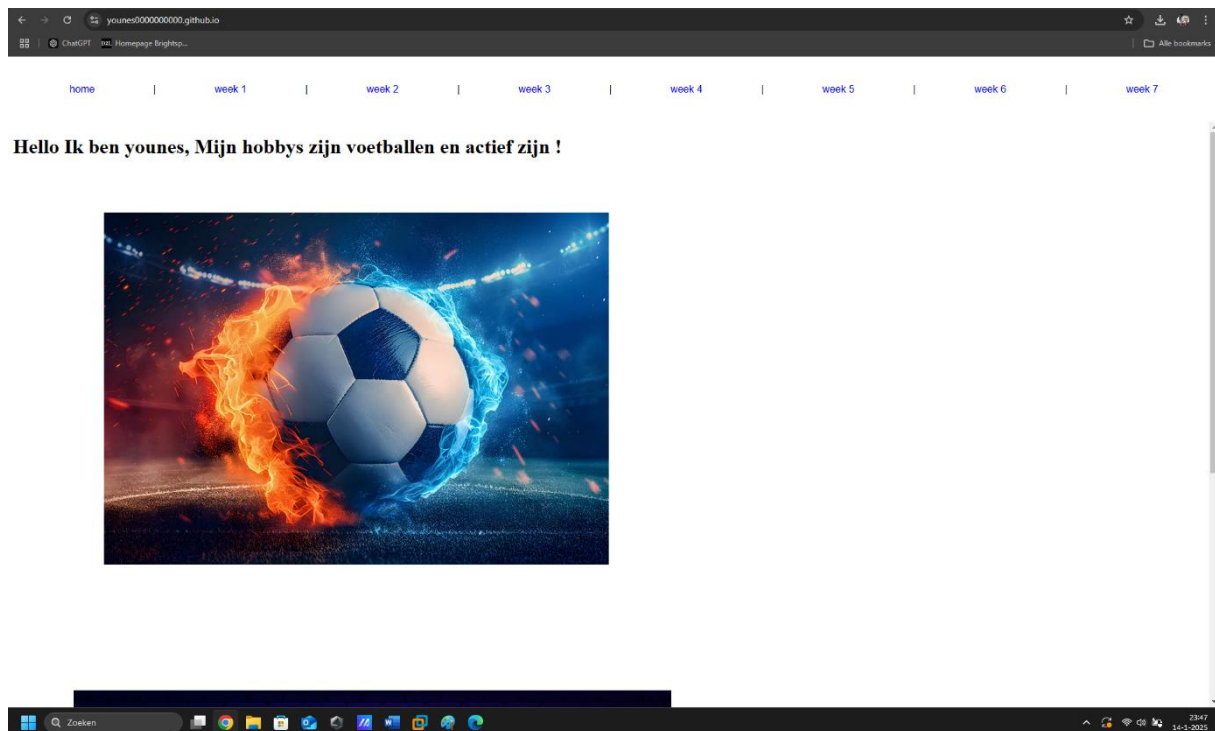 younes0000000000.github.io
ChatGPT D2L Homepage Brightsp... Alle bookmarks
home | week 1 | week 2 | week 3 | week 4 | week 5 | week 6 | week 7
Hello Ik ben younes, Mijn hobbys zijn voetballen en actief zijn !
Zoeken
23:47
14-1-2025